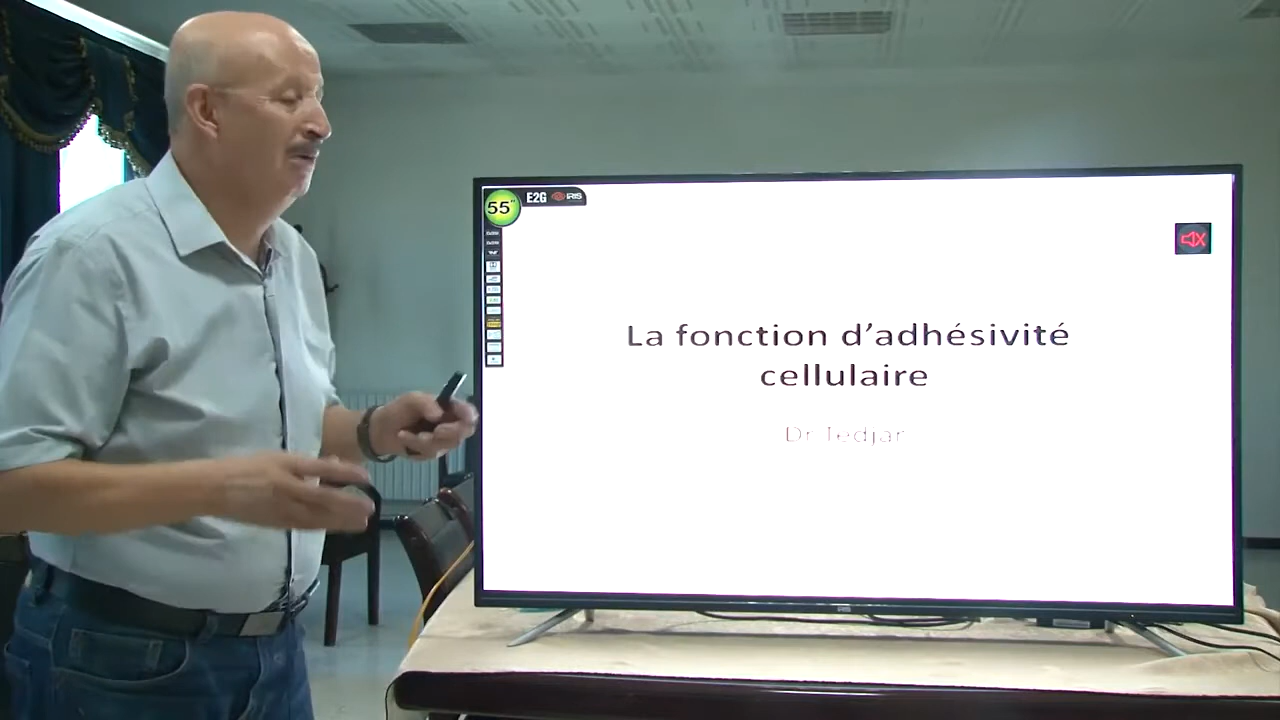 55"
E2G IRIS
La fonction d’adhésivité
cellulaire
Dr Tedjar